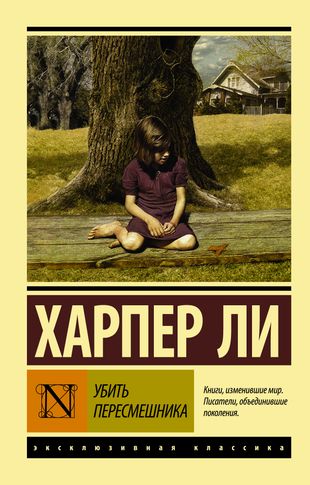 ХАРПЕР ЛИ
N
УБИТЬ
ПЕРЕСМЕШНИКА
Книги, изменившие мир.
Писатели, объединившие
поколения.
эксклюзивная классика